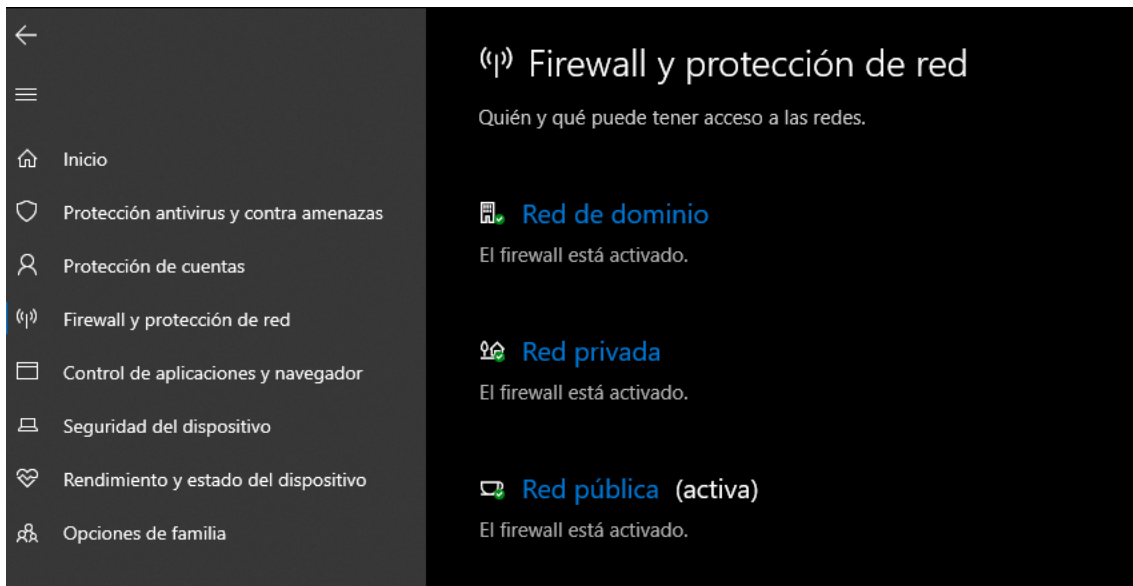 Inicio
Protección antivirus y contra amenazas
Protección de cuentas
Firewall y protección de red
Control de aplicaciones y navegador
Seguridad del dispositivo
Rendimiento y estado del dispositivo
Opciones de familia
Firewall y protección de red
Quién y qué puede tener acceso a las redes.
Red de dominio
El firewall está activado.
Red privada
El firewall está activado.
Red pública (activa)
El firewall está activado.